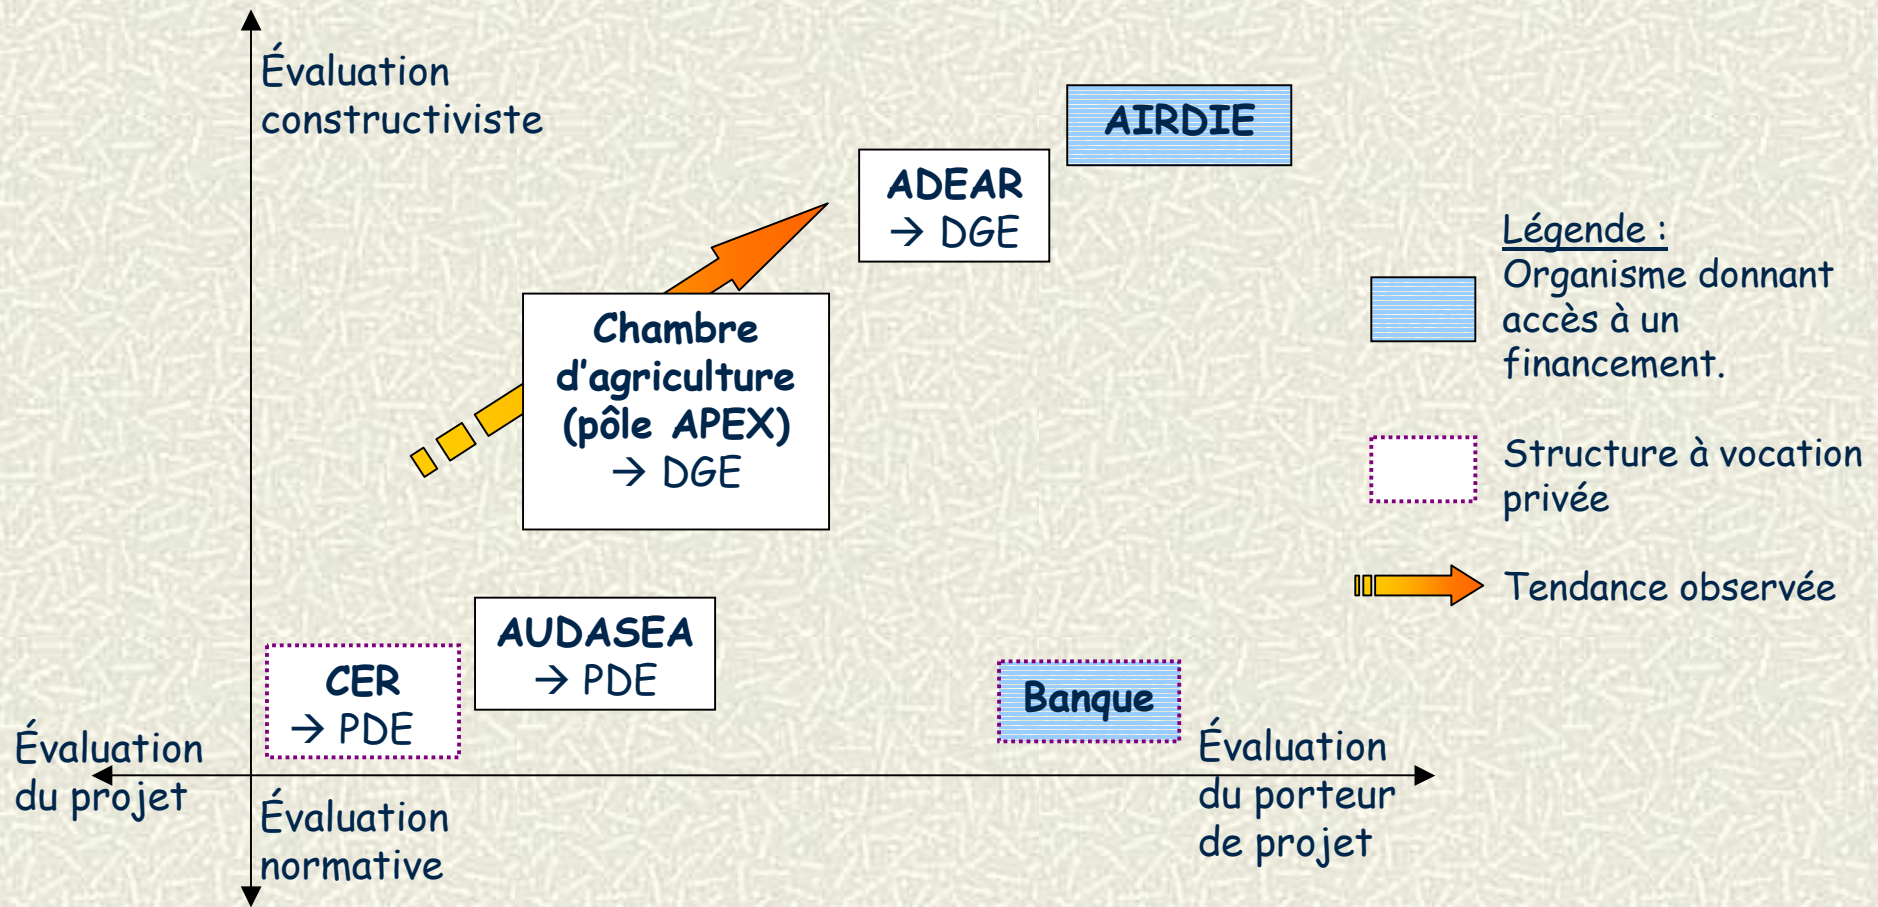 Évaluation
constructiviste
AIRDIE
ADEAR
→ DGE
Chambre
d'agriculture
(pôle APEX)
→ DGE
AUDASEA
→ PDE
CER
→ PDE
Banque
Évaluation
du projet
Évaluation
du porteur
de projet
Évaluation
normative
Légende :
Organisme donnant
accès à un
financement.
Structure à vocation
privée
Tendance observée